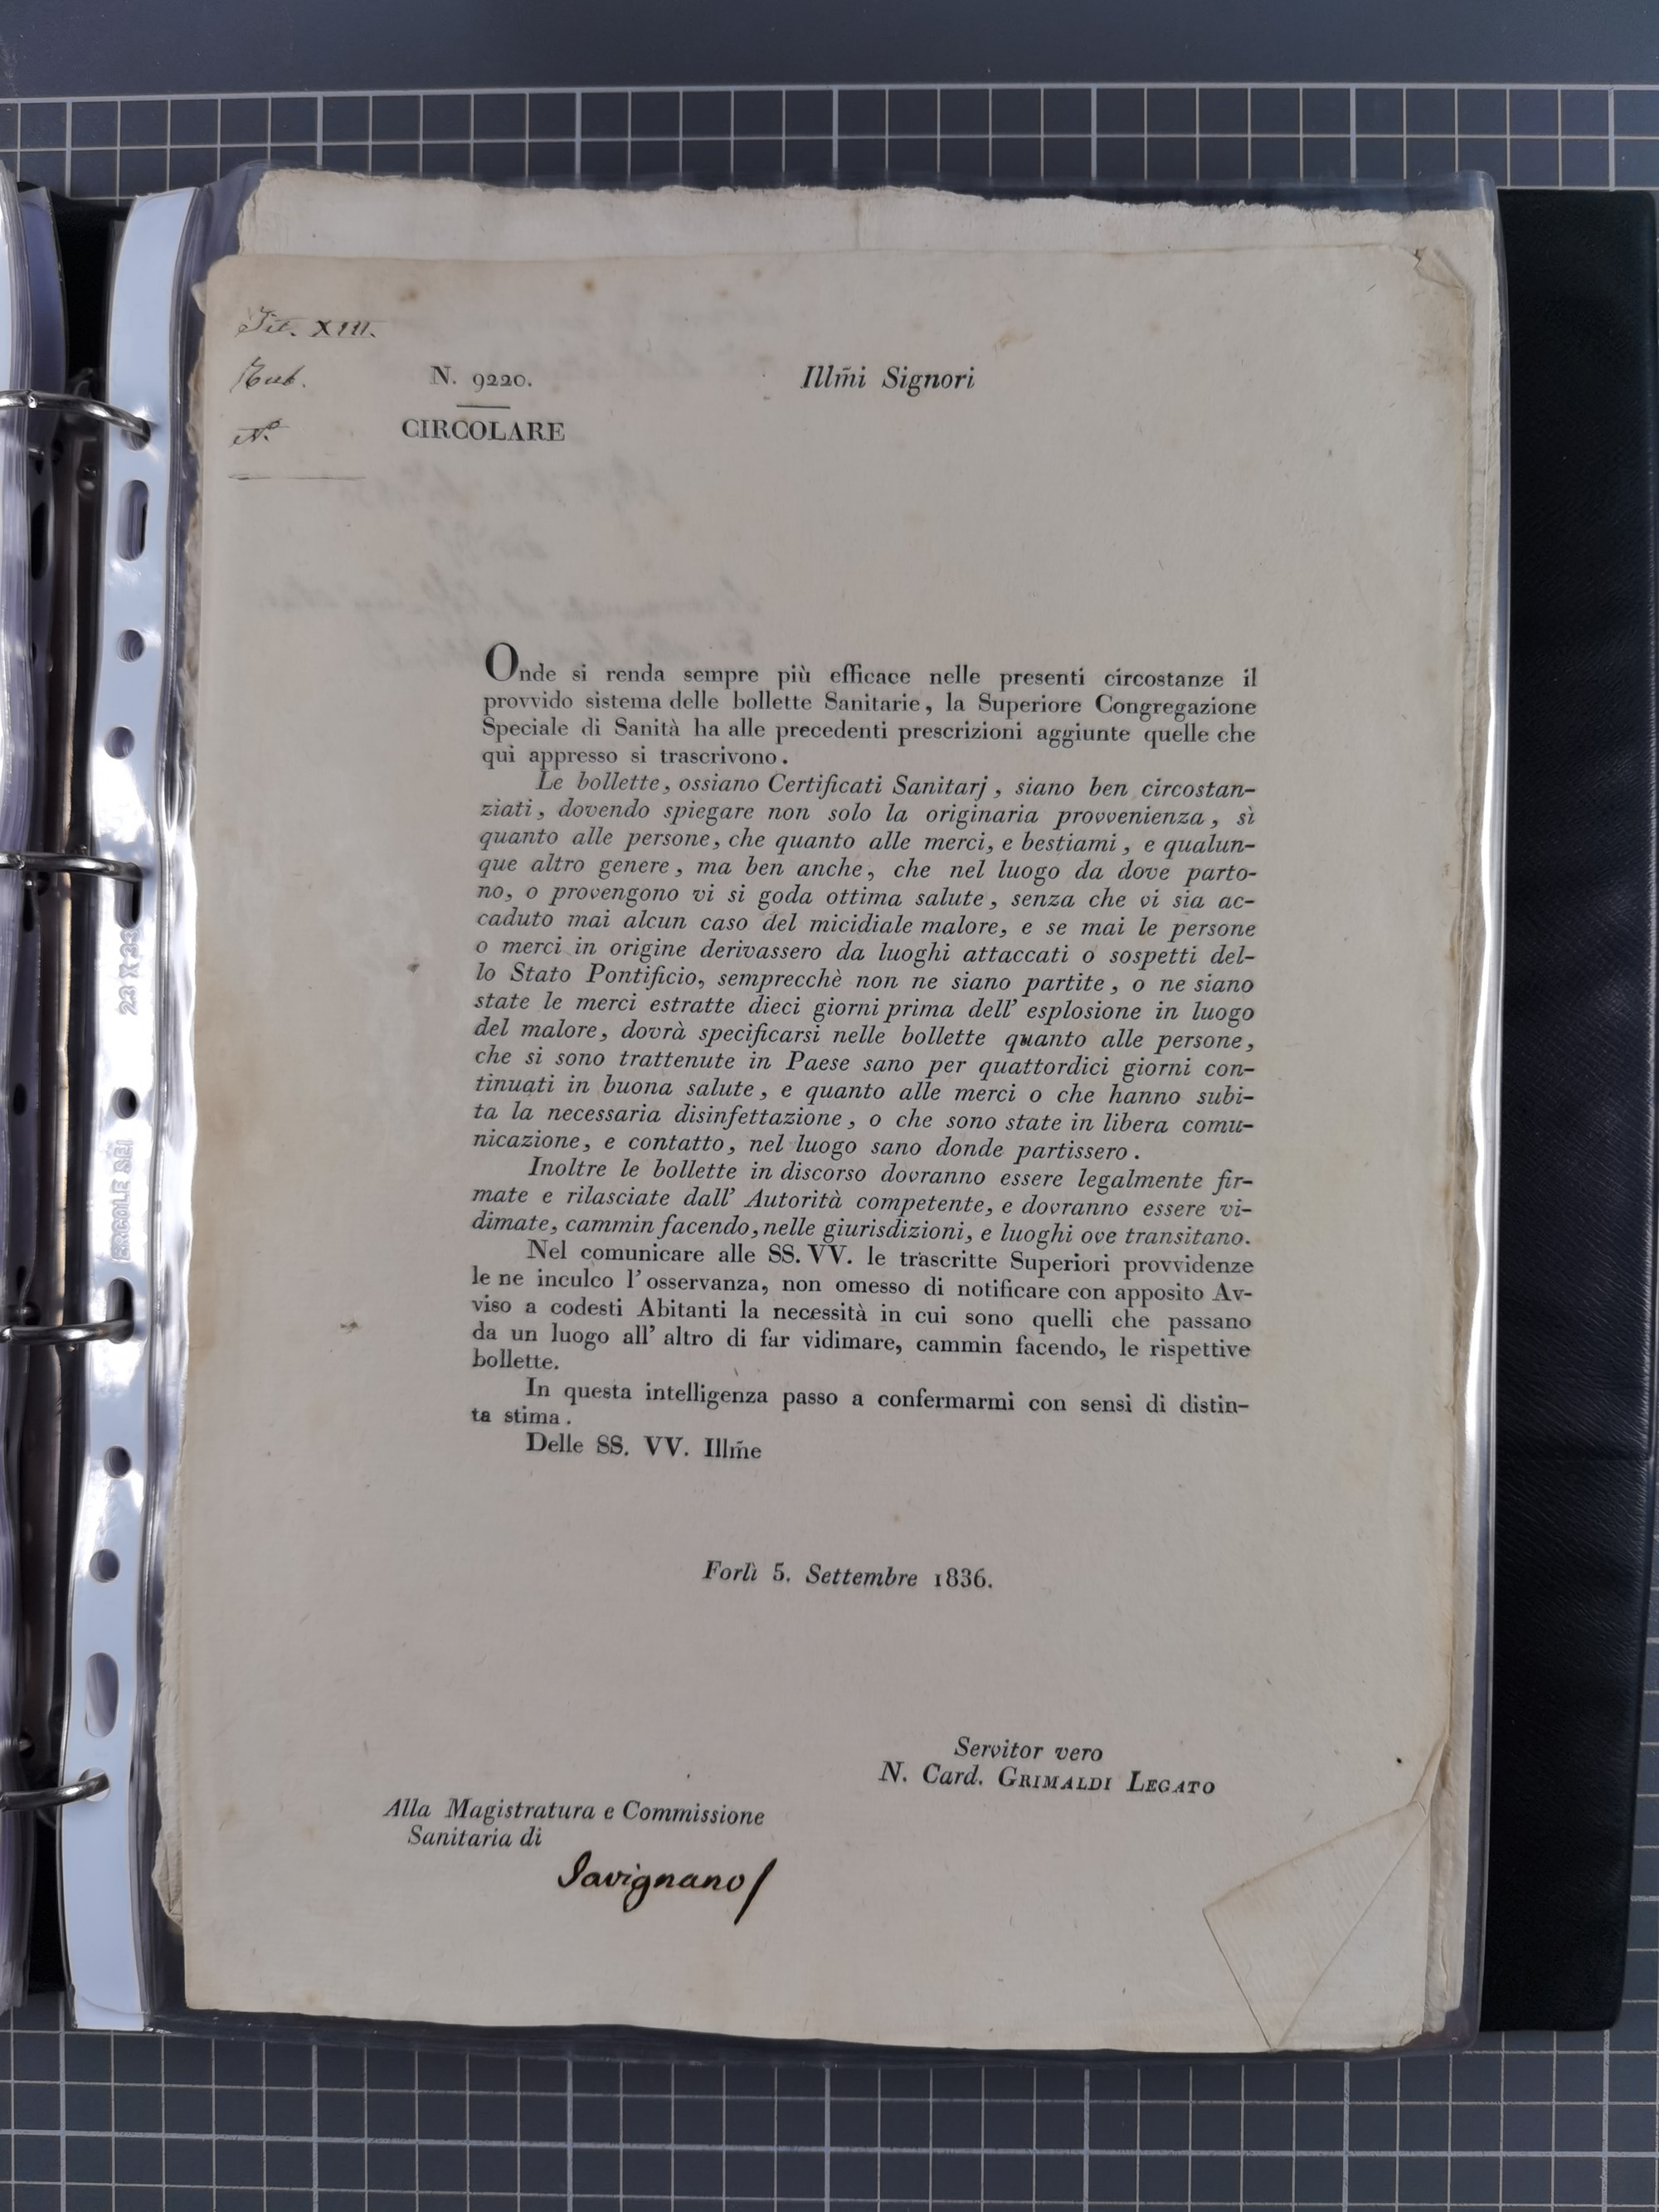 Tit. XIII.
Rub.
N.º
N. 9220.
CIRCOLARE
Illm̃i Signori
Onde si renda sempre più efficace nelle presenti circostanze il
provvido sistema delle bollette Sanitarie, la Superiore Congregazione
Speciale di Sanità ha alle precedenti prescrizioni aggiunte quelle che
qui appresso si trascrivono.
Le bollette, ossiano Certificati Sanitarj, siano ben circostan-
ziati, dovendo spiegare non solo la originaria provvenienza, sì
quanto alle persone, che quanto alle merci, e bestiami, e qualun-
que altro genere, ma ben anche, che nel luogo da dove parto-
no, o provengono vi si goda ottima salute, senza che vi sia ac-
caduto mai alcun caso del micidiale malore, e se mai le persone
o merci in origine derivassero da luoghi attaccati o sospetti del-
lo Stato Pontificio, semprecchè non ne siano partite, o ne siano
state le merci estratte dieci giorni prima dell' esplosione in luogo
del malore, dovrà specificarsi nelle bollette quanto alle persone,
che si sono trattenute in Paese sano per quattordici giorni con-
tinuati in buona salute, e quanto alle merci o che hanno subi-
ta la necessaria disinfettazione, o che sono state in libera comu-
nicazione, e contatto, nel luogo sano donde partissero.
Inoltre le bollette in discorso dovranno essere legalmente fir-
mate e rilasciate dall' Autorità competente, e dovranno essere vi-
dimate, cammin facendo, nelle giurisdizioni, e luoghi ove transitano.
Nel comunicare alle SS. VV. le trascritte Superiori provvidenze
le ne inculco l'osservanza, non omesso di notificare con apposito Av-
viso a codesti Abitanti la necessità in cui sono quelli che passano
da un luogo all' altro di far vidimare, cammin facendo, le rispettive
bollette.
In questa intelligenza passo a confermarmi con sensi di distin-
ta stima.
Delle SS. VV. Illm̃e
Forlì 5. Settembre 1836.
Servitor vero
N. Card. GRIMALDI LEGATO
Alla Magistratura e Commissione
Sanitaria di
Savignano
23 X 33
ERCOLE SEI